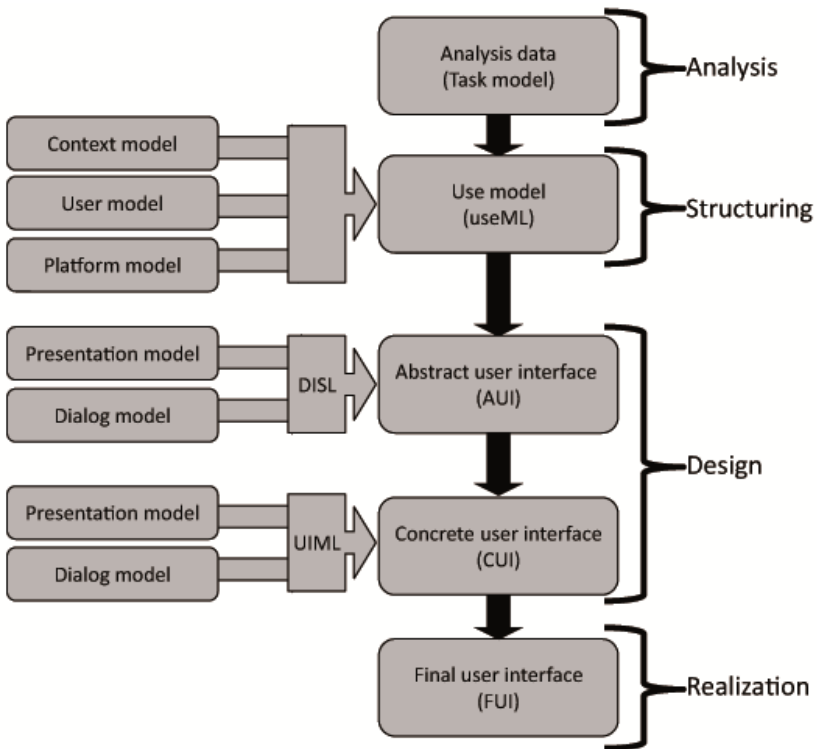 Analysis data
(Task model)
Analysis
Context model
User model
Platform model
Use model
(useML)
Structuring
Presentation model
Dialog model
DISL
Abstract user interface
(AUI)
Design
Presentation model
Dialog model
UIML
Concrete user interface
(CUI)
Final user interface
(FUI)
Realization